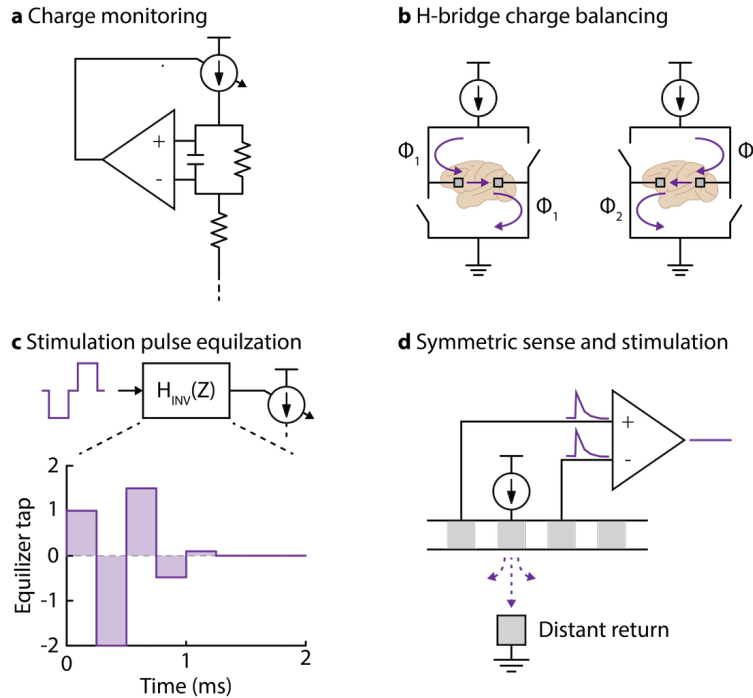 a Charge monitoring
+
-
b H-bridge charge balancing
Φ1
Φ1
Φ
Φ2
c Stimulation pulse equilzation
HINV(Z)
Equilizer tap
2
1
0
-1
-2
0
1
2
Time (ms)
d Symmetric sense and stimulation
+
-
Distant return